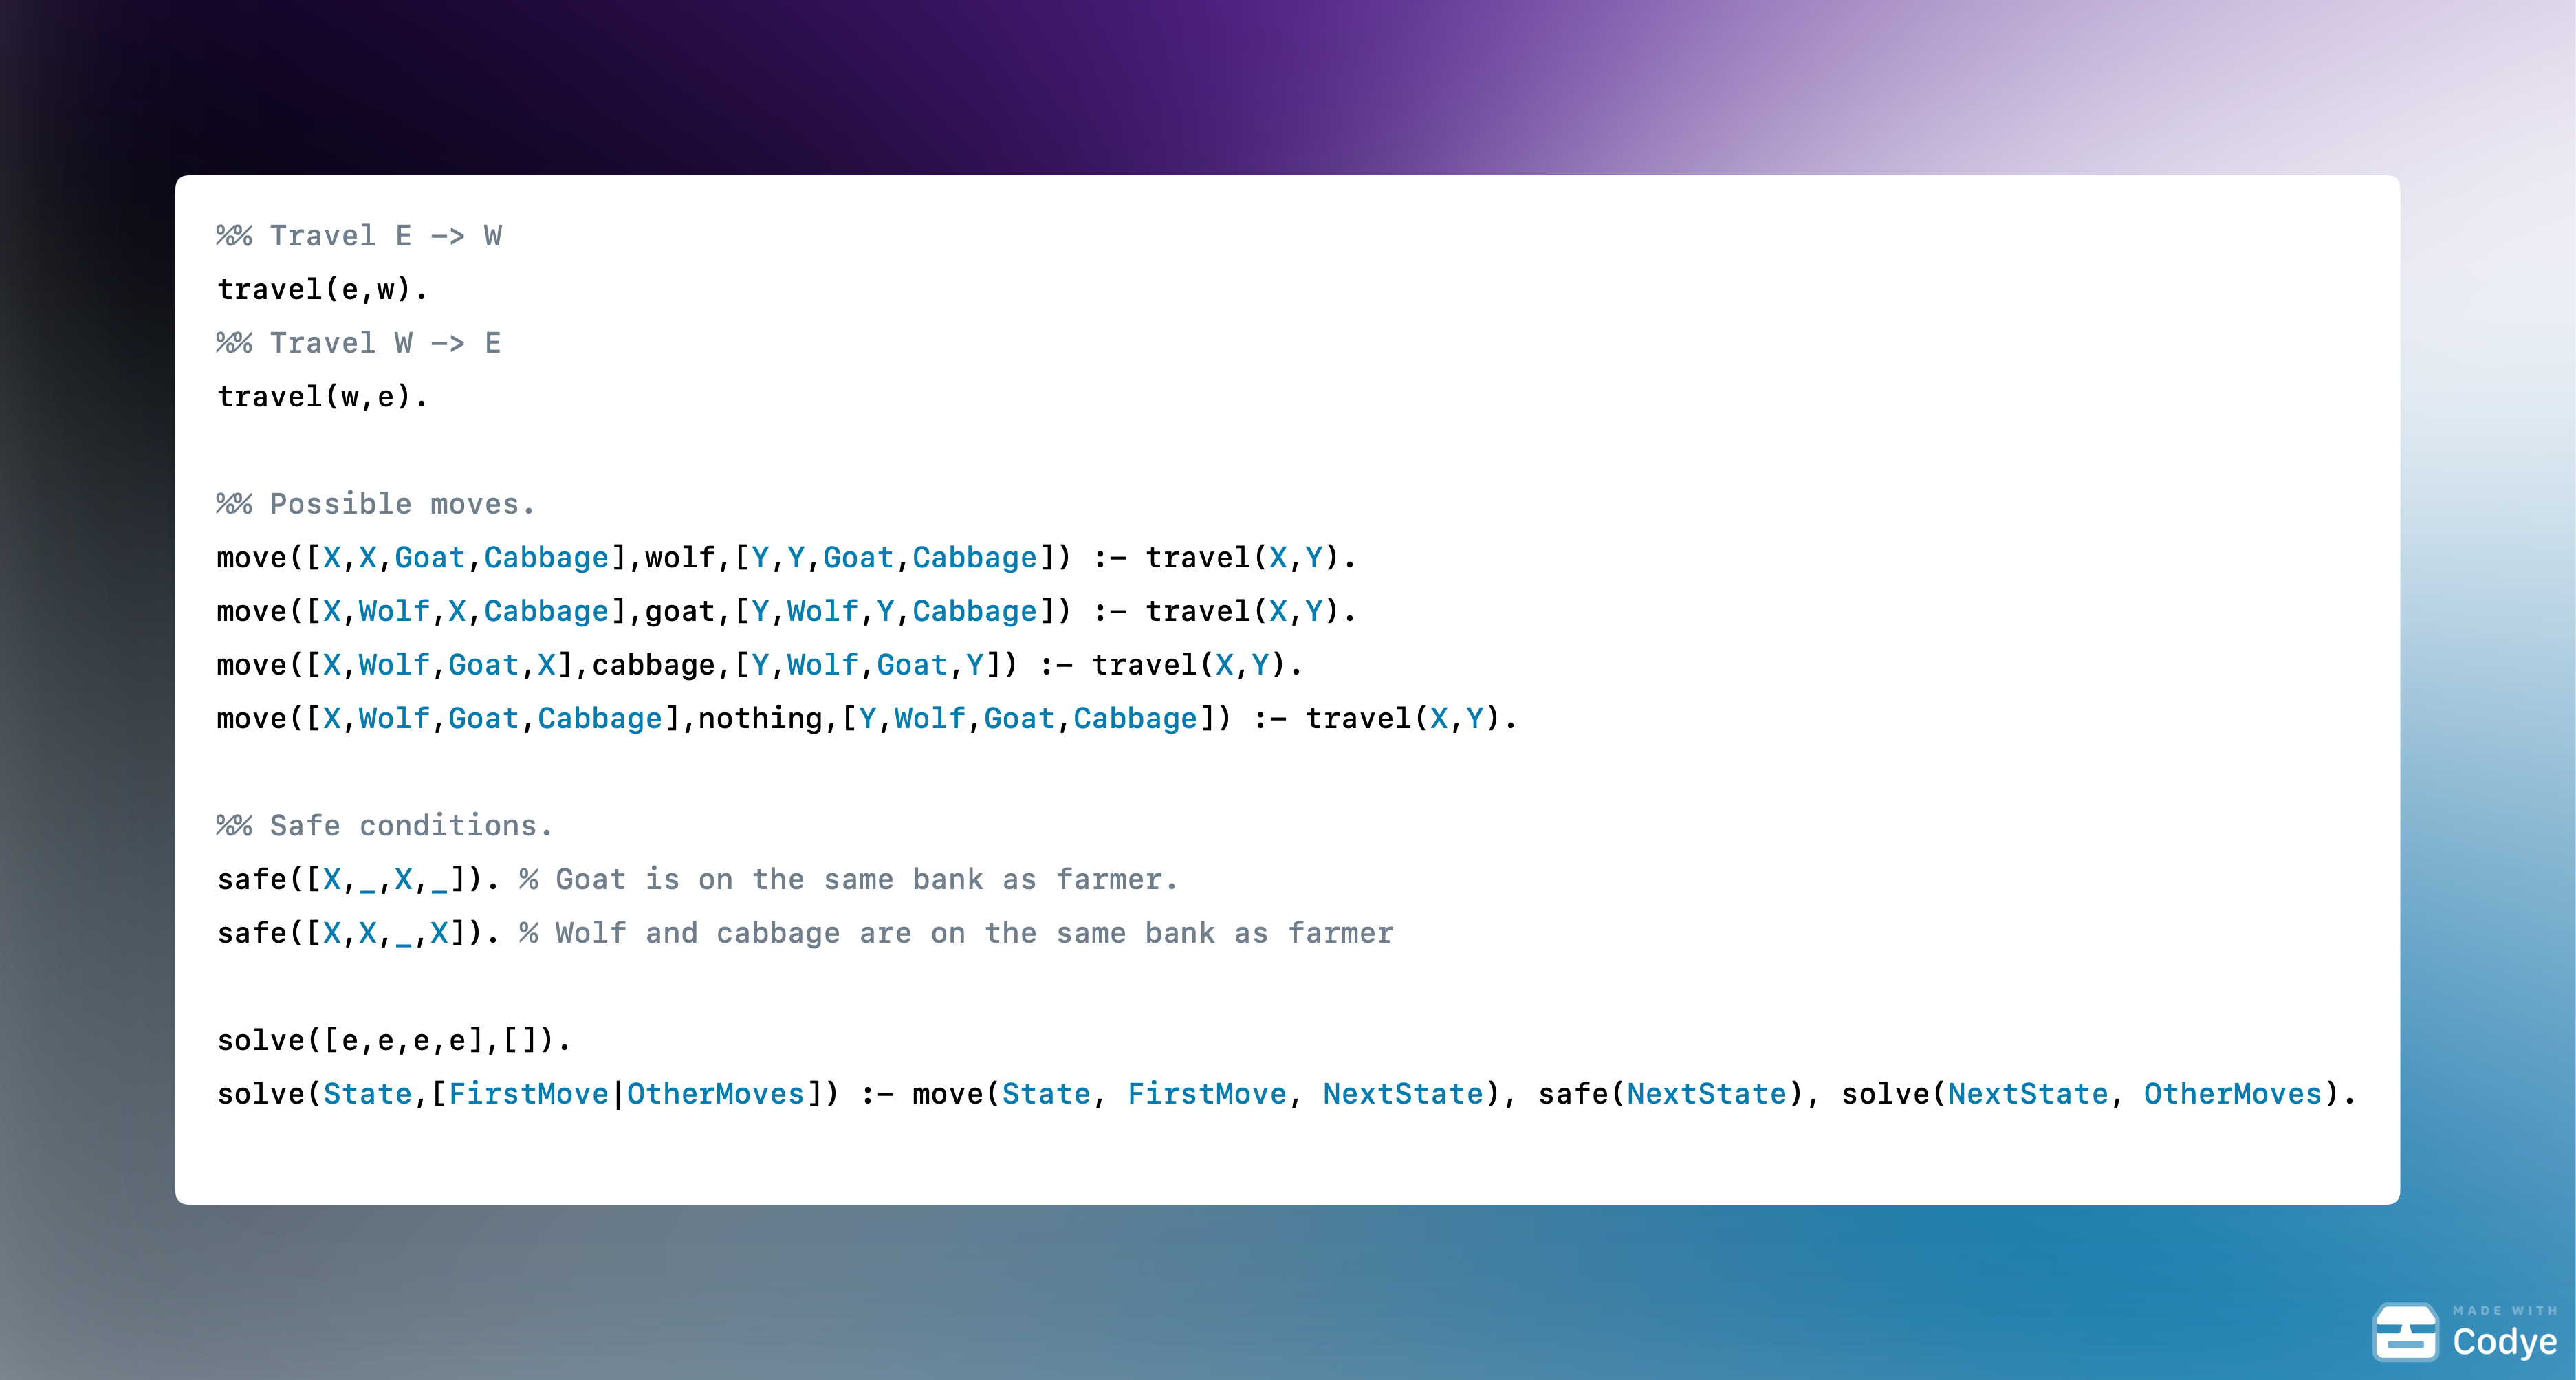 %% Travel E -> W
travel(e,w).
%% Travel W -> E
travel(w,e).
%% Possible moves.
move([X,X,Goat,Cabbage],wolf,[Y,Y,Goat,Cabbage]) :- travel(X,Y).
move([X,Wolf,X,Cabbage],goat,[Y,Wolf,Y,Cabbage]) :- travel(X,Y).
move([X,Wolf,Goat,X],cabbage,[Y,Wolf,Goat,Y]) :- travel(X,Y).
move([X,Wolf,Goat,Cabbage],nothing,[Y,Wolf,Goat,Cabbage]) :- travel(X,Y).
%% Safe conditions.
safe([X,_,X,_]). % Goat is on the same bank as farmer.
safe([X,X,_,X]). % Wolf and cabbage are on the same bank as farmer
solve([e,e,e,e],[]).
solve(State,[FirstMove|OtherMoves]) :- move(State, FirstMove, NextState), safe(NextState), solve(NextState, OtherMoves).
MADE WITH
Codye